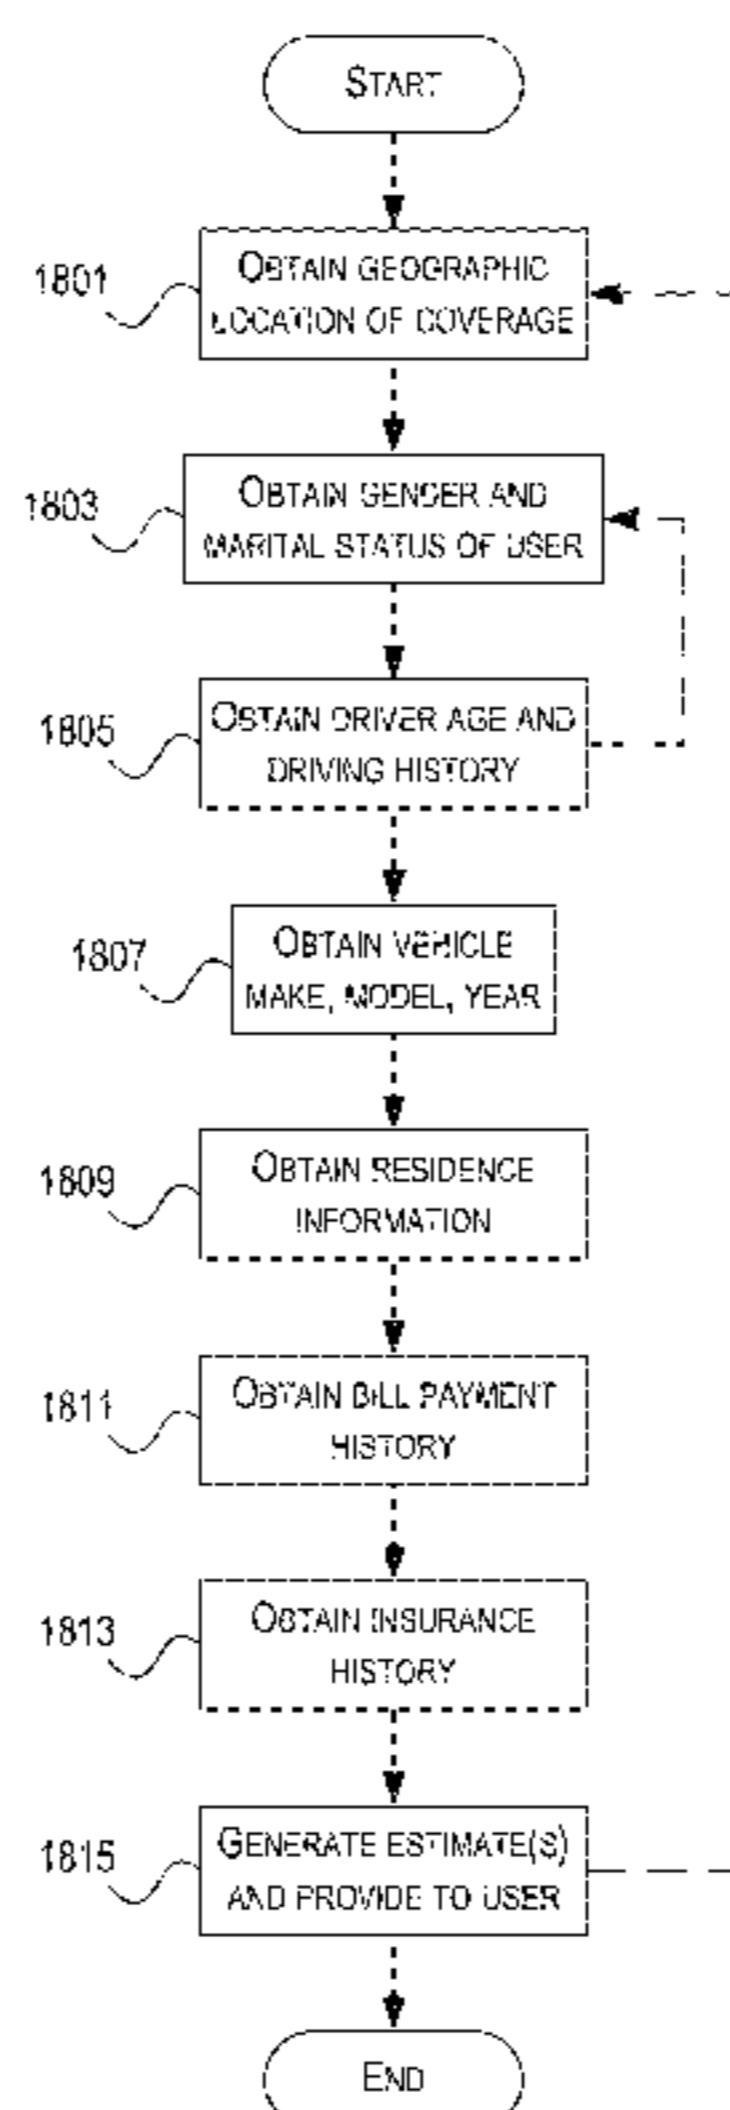 START
1801
OBTAIN GEOGRAPHIC
LOCATION OF COVERAGE
1803
OBTAIN GENDER AND
MARITAL STATUS OF USER
1805
OBTAIN DRIVER AGE AND
DRIVING HISTORY
1807
OBTAIN VEHICLE
MAKE, MODEL, YEAR
1809
OBTAIN RESIDENCE
INFORMATION
1811
OBTAIN BILL PAYMENT
HISTORY
1813
OBTAIN INSURANCE
HISTORY
1815
GENERATE ESTIMATE(S)
AND PROVIDE TO USER
END